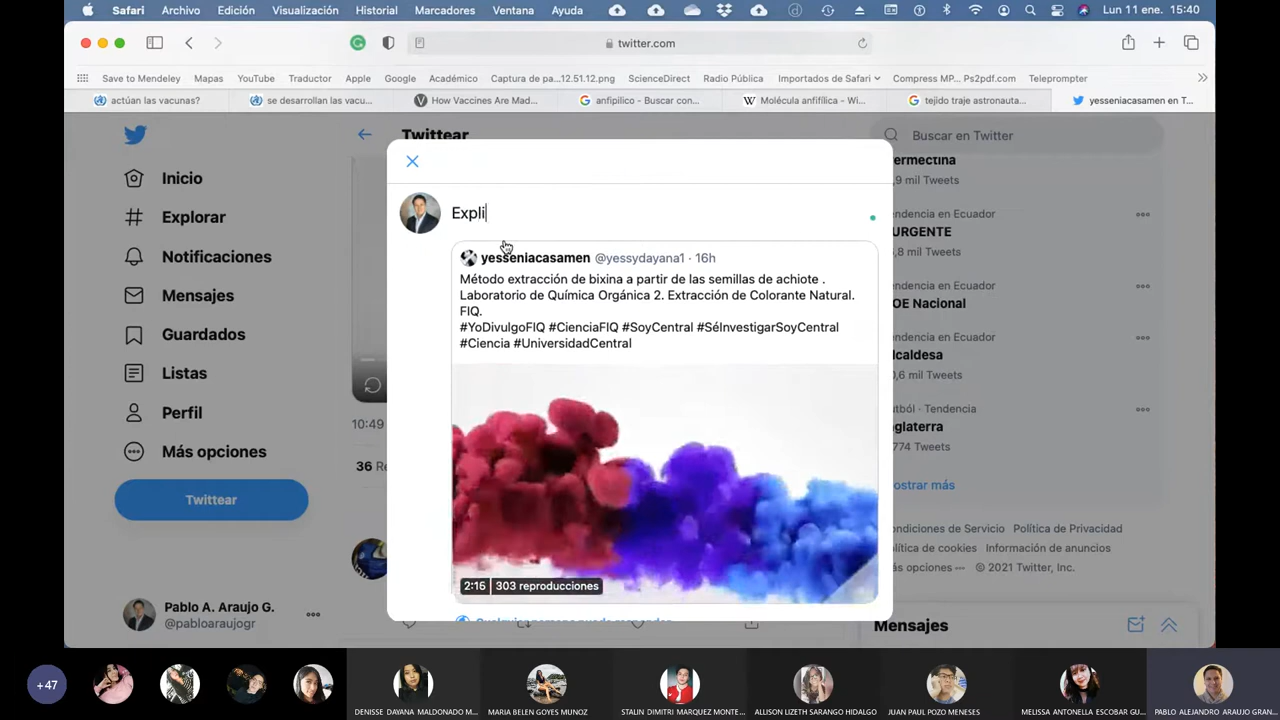 Safari Archivo Edición Visualización Historial Marcadores Ventana Ayuda Lun 11 ene. 15:40
twitter.com
Save to Mendeley Mapas YouTube Traductor Apple Google Académico Captura de pa...12.51.12.png ScienceDirect Radio Pública Importados de Safari Compress MP... Ps2pdf.com Teleprompter
actúan las vacunas? se desarrollan las vacu... How Vaccines Are Mad... anfipilico - Buscar con... Molécula anfifílica - Wi... tejido traje astronauta... yesseniacasamen en T...
Twittear
Buscar en Twitter
Inicio
Explorar
Notificaciones
Mensajes
Guardados
Listas
Perfil
Más opciones
Twittear
Pablo A. Araujo G.
@pabloaraujogr
10:49
36 Re
Expli
yesseniacasamen @yessydayana1 · 16h
Método extracción de bixina a partir de las semillas de achiote .
Laboratorio de Química Orgánica 2. Extracción de Colorante Natural.
FIQ.
#YoDivulgoFIQ #CienciaFIQ #SoyCentral #SéInvestigarSoyCentral
#Ciencia #UniversidadCentral
2:16 303 reproducciones
vermectina
,9 mil Tweets
endencia en Ecuador
URGENTE
,8 mil Tweets
endencia en Ecuador
OE Nacional
endencia en Ecuador
lcaldesa
0,6 mil Tweets
útbol · Tendencia
nglaterra
774 Tweets
ostrar más
ondiciones de Servicio Política de Privacidad
olítica de cookies Información de anuncios
ás opciones © 2021 Twitter, Inc.
Mensajes
+47
DENISSE DAYANA MALDONADO M... MARIA BELEN GOYES MUNOZ STALIN DIMITRI MARQUEZ MONTE... ALLISON LIZETH SARANGO HIDALGO JUAN PAUL POZO MENESES MELISSA ANTONELLA ESCOBAR GU... PABLO ALEJANDRO ARAUJO GRAN...